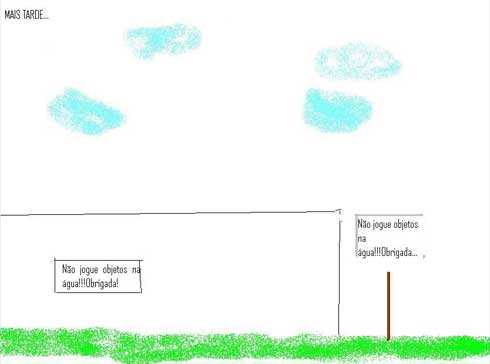 MAIS TARDE...
Não jogue objetos
na
água!!!Obrigada...
Não jogue objetos na
água!!!Obrigada!